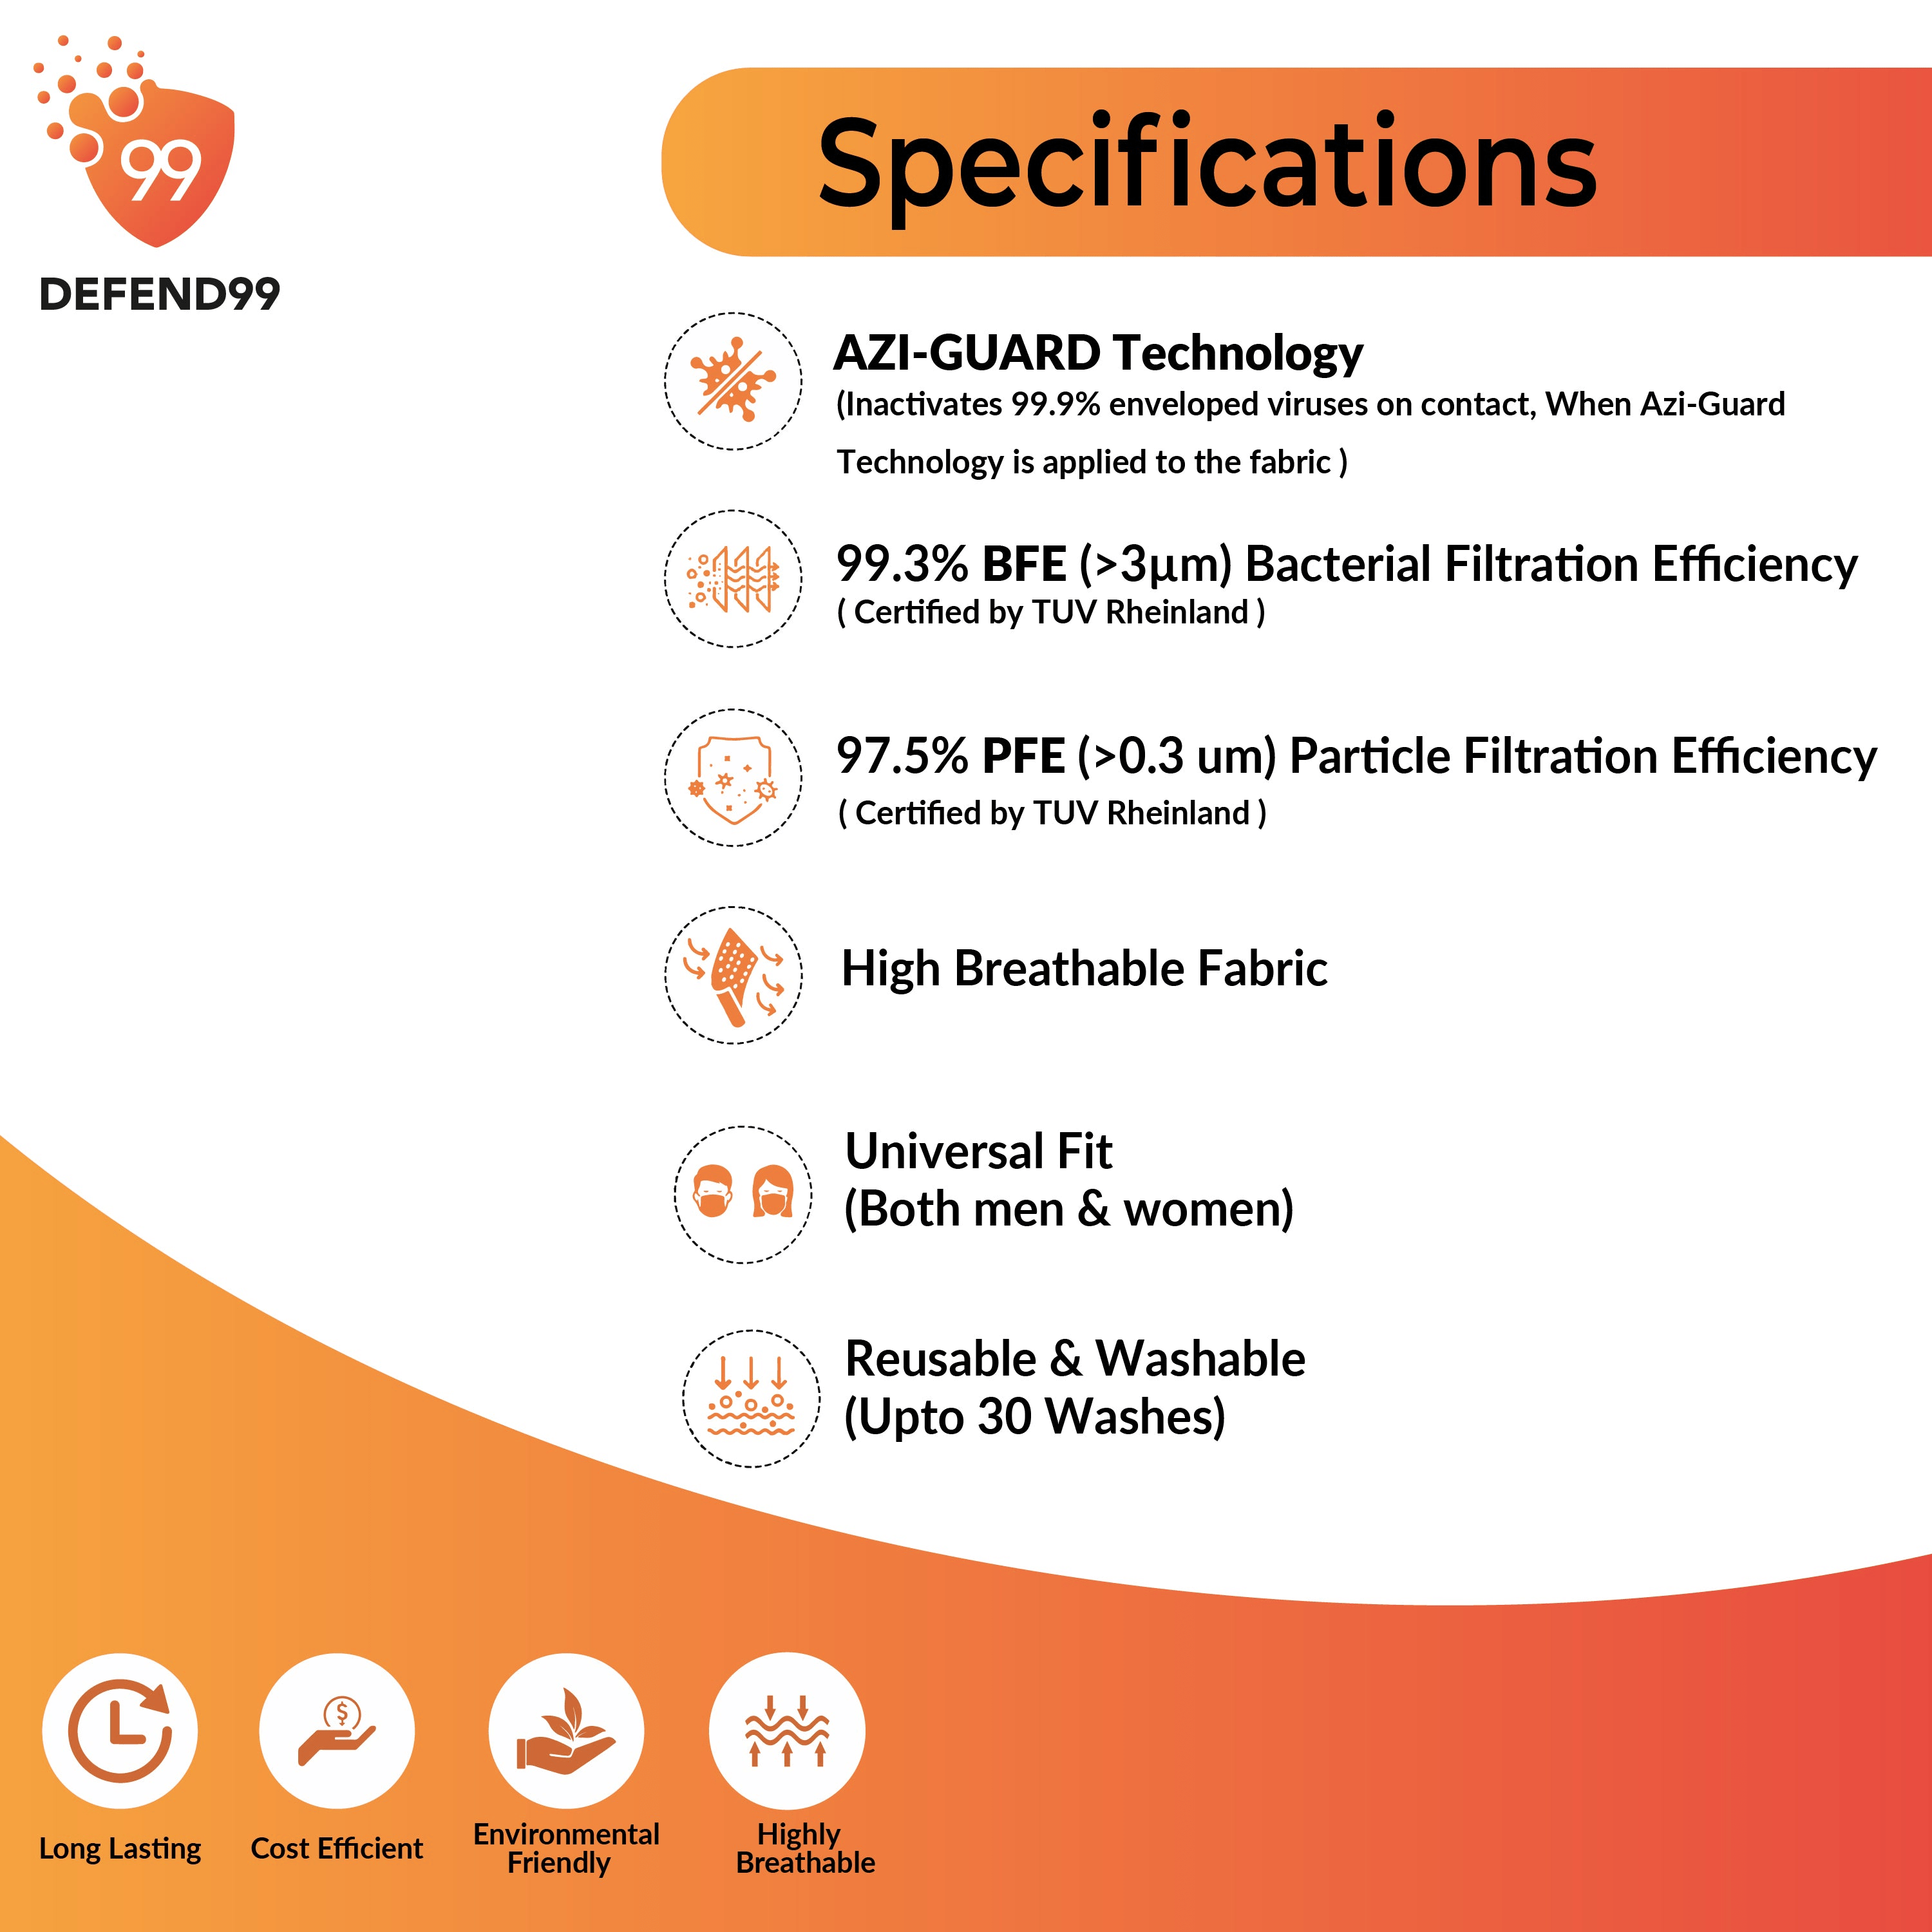 99
DEFEND99
Specifications
AZI-GUARD Technology
(Inactivates 99.9% enveloped viruses on contact, When Azi-Guard
Technology is applied to the fabric )
99.3% BFE (>3μm) Bacterial Filtration Efficiency
( Certified by TUV Rheinland )
97.5% PFE (>0.3 um) Particle Filtration Efficiency
( Certified by TUV Rheinland )
High Breathable Fabric
Universal Fit
(Both men & women)
Reusable & Washable
(Upto 30 Washes)
$
Long Lasting
Cost Efficient
Environmental
Friendly
Highly
Breathable